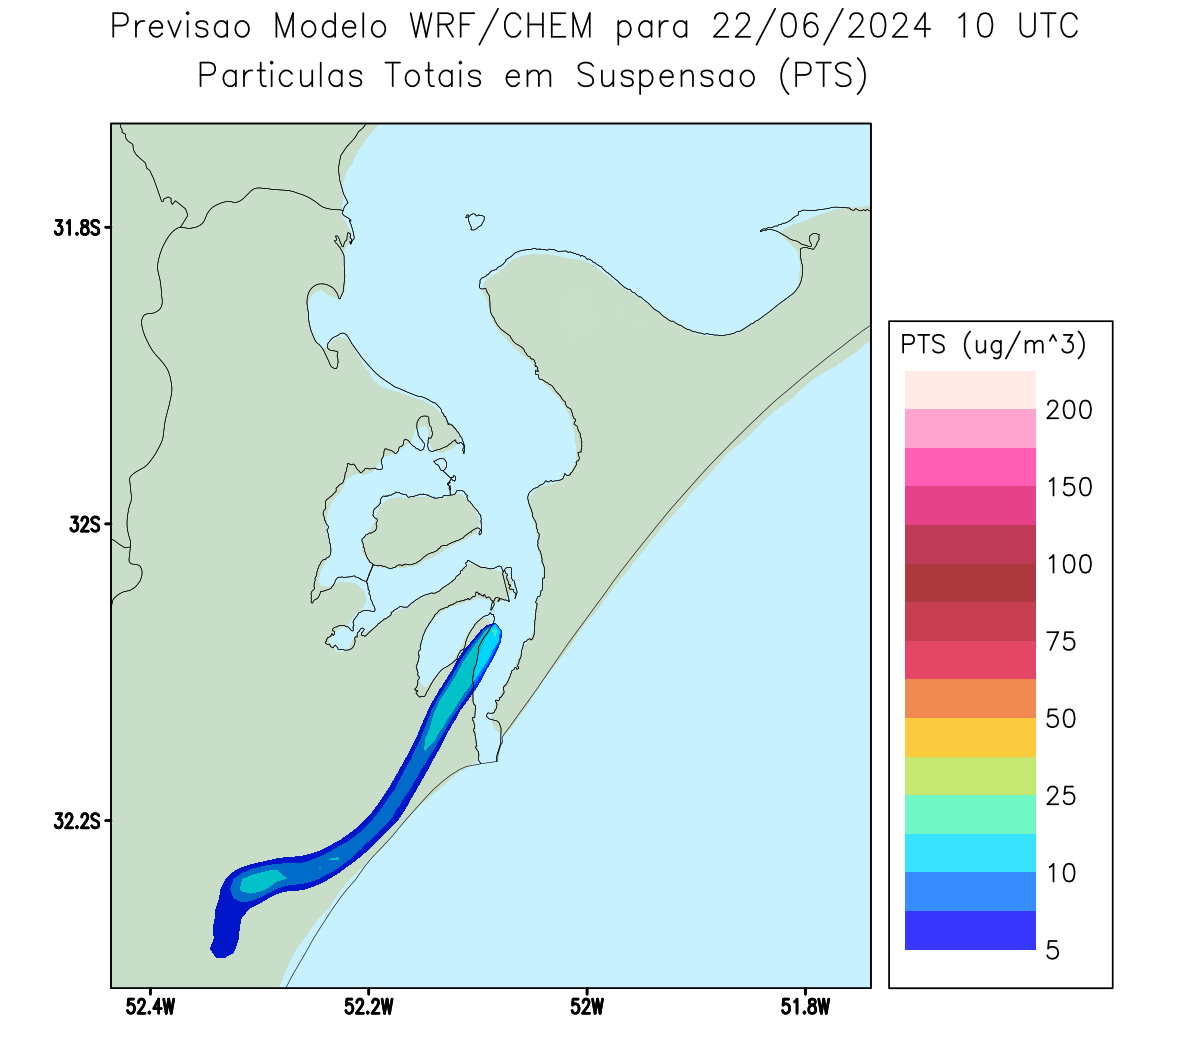 Previsao Modelo WRF/CHEM para 22/06/2024 10 UTC
Particulas Totais em Suspensao (PTS)
31.8S
32S
32.2S
52.4W
52.2W
52W
51.8W
PTS (ug/m^3)
200
150
100
75
50
25
10
5